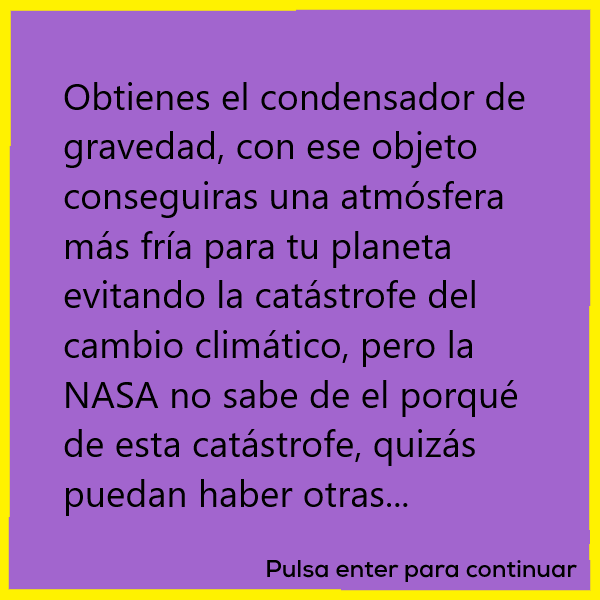 Obtienes el condensador de
gravedad, con ese objeto
conseguiras una atmósfera
más fría para tu planeta
evitando la catástrofe del
cambio climático, pero la
NASA no sabe de el porqué
de esta catástrofe, quizás
puedan haber otras...
Pulsa enter para continuar